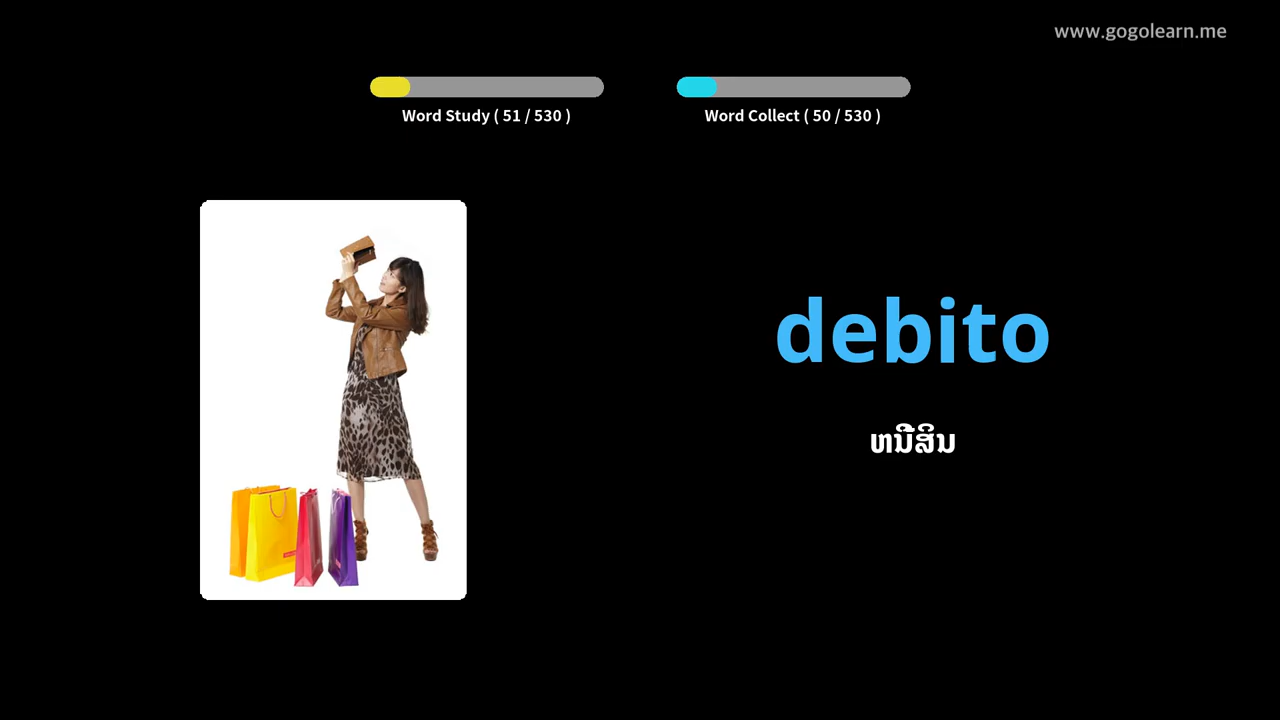 www.gogolearn.me
Word Study ( 51 / 530 )
Word Collect ( 50 / 530 )
debito
ຫນີ້ສິນ